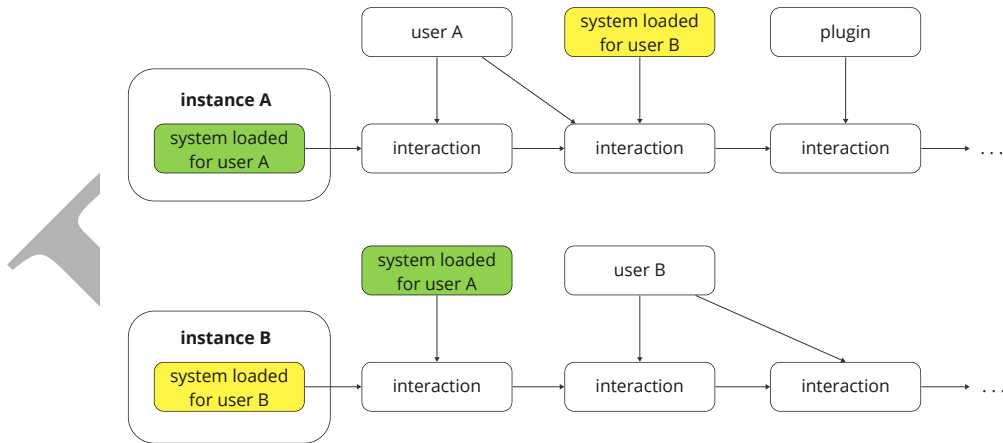 user A
system loaded
for user B
plugin
instance A
system loaded
for user A
interaction
interaction
interaction
...
system loaded
for user A
user B
instance B
system loaded
for user B
interaction
interaction
interaction
...